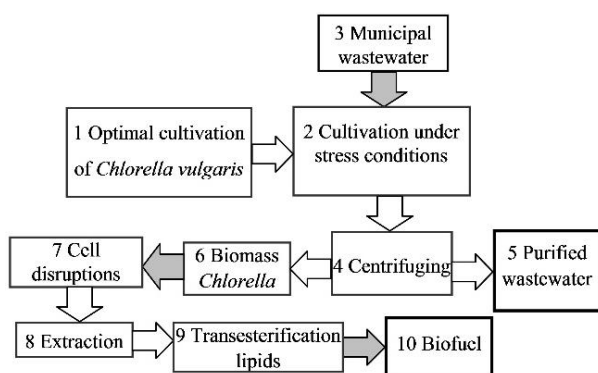 3 Municipal
wastewater
1 Optimal cultivation
of Chlorella vulgaris
2 Cultivation under
stress conditions
7 Cell
disruptions
6 Biomass
Chlorella
4 Centrifuging
5 Purified
wastewater
8 Extraction
9 Transesterification
lipids
10 Biofuel